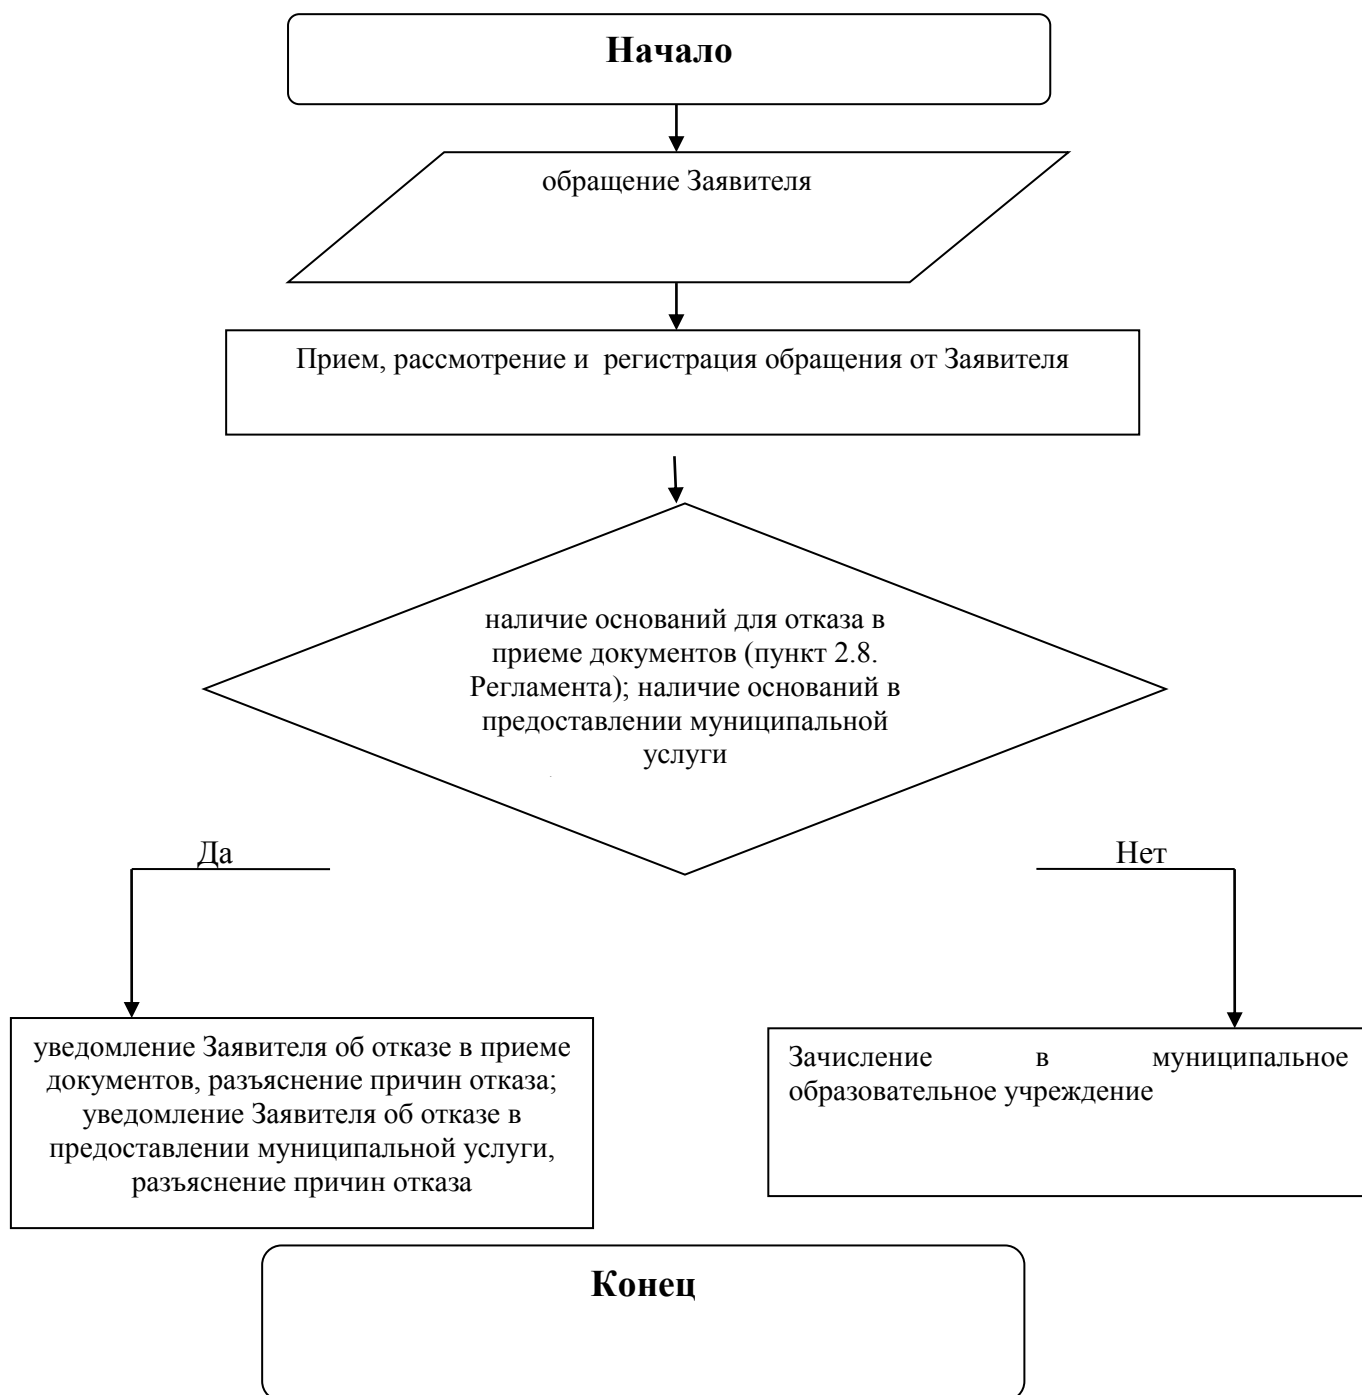 Начало
обращение Заявителя
Прием, рассмотрение и  регистрация обращения от Заявителя
наличие оснований для отказа в
приеме документов (пункт 2.8.
Регламента); наличие оснований в
предоставлении муниципальной
услуги
Да
Нет
уведомление Заявителя об отказе в приеме
документов, разъяснение причин отказа;
уведомление Заявителя об отказе в
предоставлении муниципальной услуги,
разъяснение причин отказа
Зачисление в муниципальное
образовательное учреждение
Конец